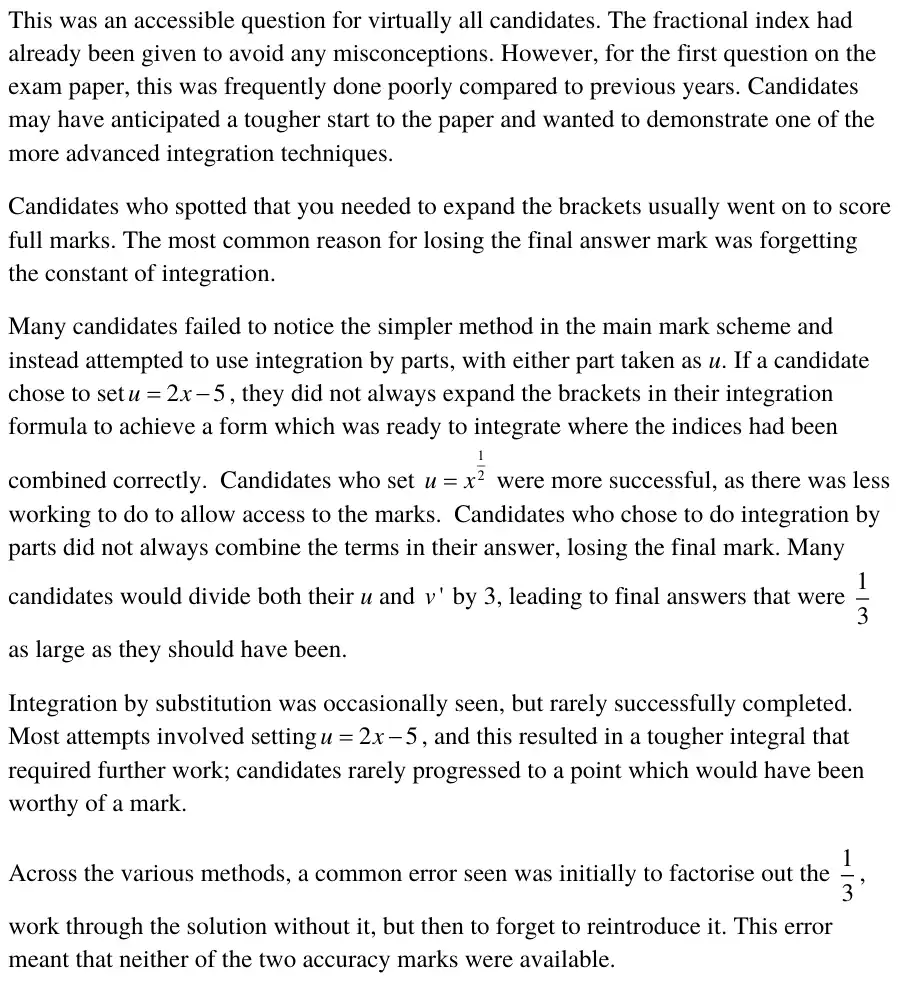 This was an accessible question for virtually all candidates. The fractional index had
already been given to avoid any misconceptions. However, for the first question on the
exam paper, this was frequently done poorly compared to previous years. Candidates
may have anticipated a tougher start to the paper and wanted to demonstrate one of the
more advanced integration techniques.
Candidates who spotted that you needed to expand the brackets usually went on to score
full marks. The most common reason for losing the final answer mark was forgetting
the constant of integration.
Many candidates failed to notice the simpler method in the main mark scheme and
instead attempted to use integration by parts, with either part taken as u. If a candidate
chose to set u = 2x − 5, they did not always expand the brackets in their integration
formula to achieve a form which was ready to integrate where the indices had been
combined correctly.  Candidates who set u = x^(1/2) were more successful, as there was less
working to do to allow access to the marks.  Candidates who chose to do integration by
parts did not always combine the terms in their answer, losing the final mark. Many
candidates would divide both their u and v' by 3, leading to final answers that were 1/3
as large as they should have been.
Integration by substitution was occasionally seen, but rarely successfully completed.
Most attempts involved setting u = 2x − 5, and this resulted in a tougher integral that
required further work; candidates rarely progressed to a point which would have been
worthy of a mark.
Across the various methods, a common error seen was initially to factorise out the 1/3,
work through the solution without it, but then to forget to reintroduce it. This error
meant that neither of the two accuracy marks were available.